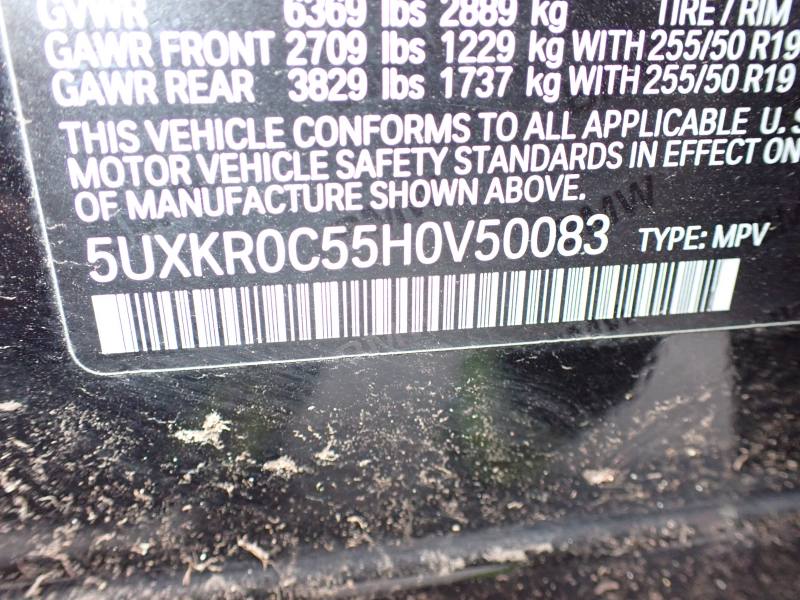 GVWR 6369 lbs 2889 kg TIRE / RIM
GAWR FRONT 2709 lbs 1229 kg WITH 255/50 R19
GAWR REAR 3829 lbs 1737 kg WITH 255/50 R19
THIS VEHICLE CONFORMS TO ALL APPLICABLE U.S
MOTOR VEHICLE SAFETY STANDARDS IN EFFECT ON
OF MANUFACTURE SHOWN ABOVE.
5UXKR0C55H0V50083 TYPE: MPV